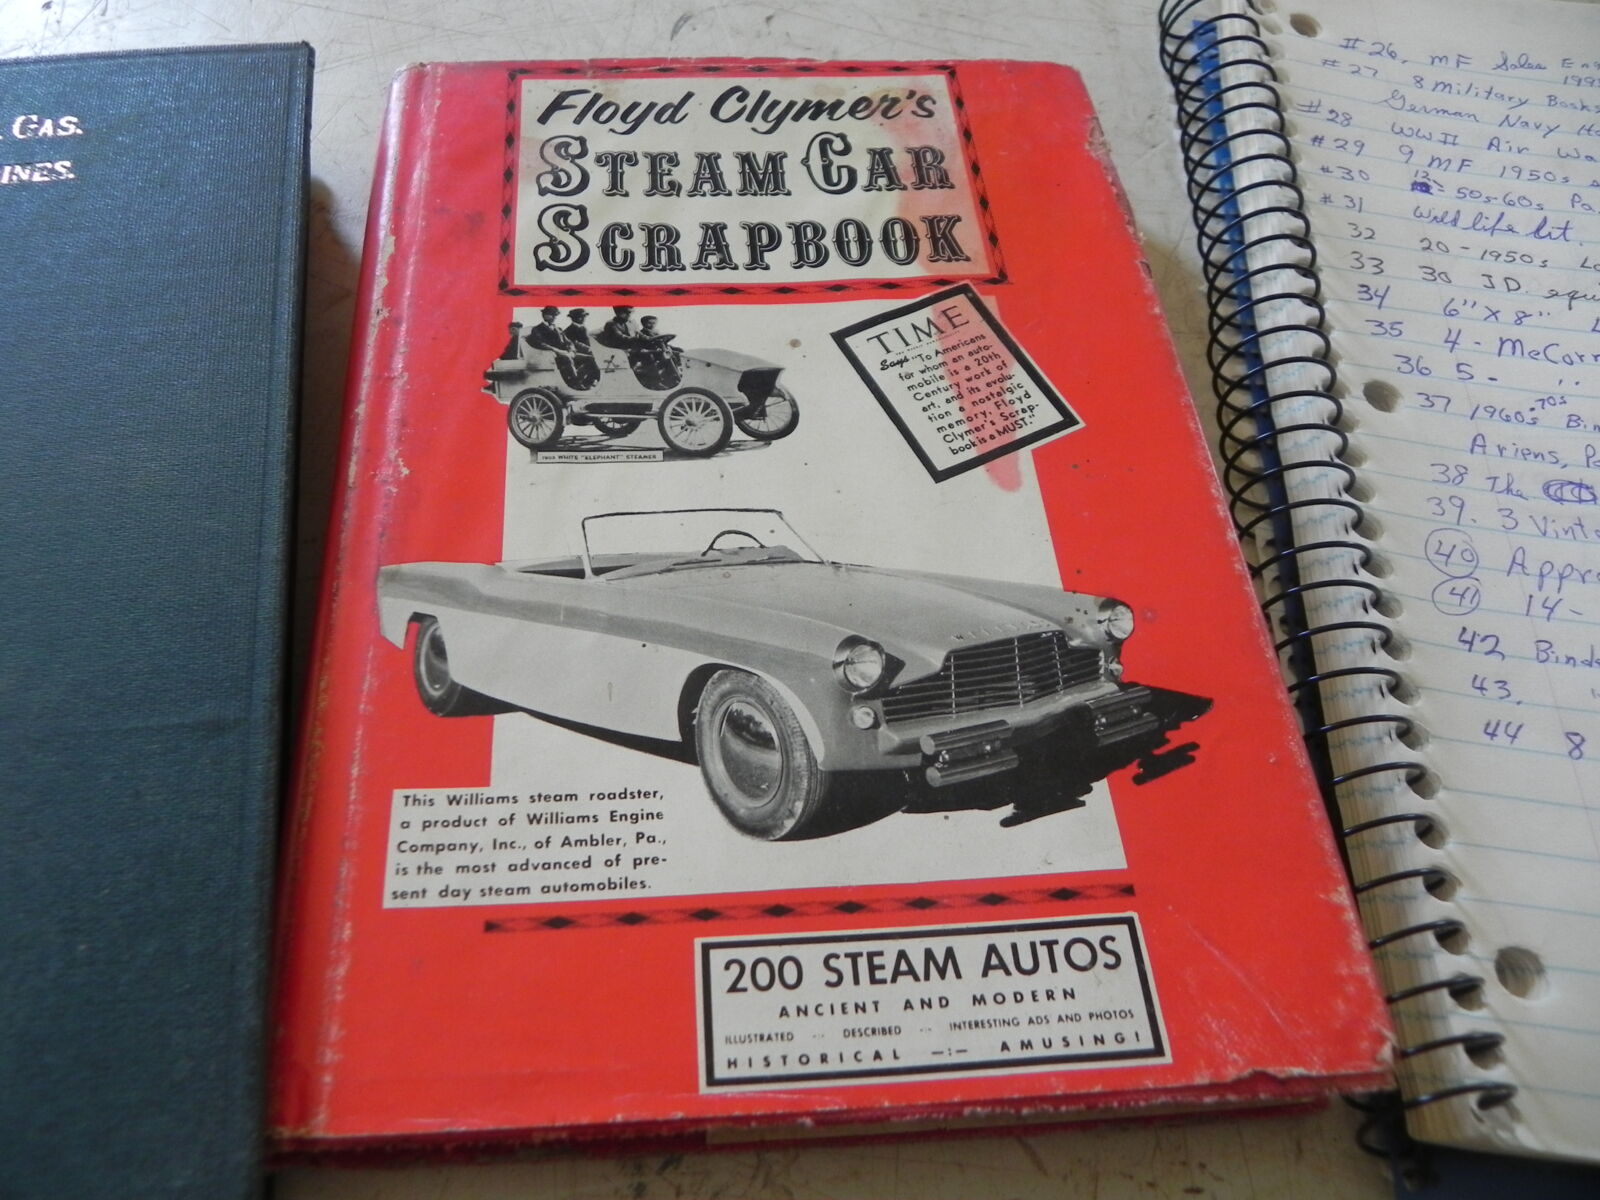 GAS.
Floyd Clymer's
STEAM CAR
SCRAPBOOK
TIME
Says "To Americans
for whom an auto-
mobile is a 20th
Century work of
art, and its evolu-
tion a nostalgic
memory, Floyd
Clymer's Scrap-
book is a MUST."
1903 WHITE "ELEPHANT" STEAMER
WILLIAMS
This Williams steam roadster,
a product of Williams Engine
Company, Inc., of Ambler, Pa.,
is the most advanced of pre-
sent day steam automobiles.
200 STEAM AUTOS
ANCIENT AND MODERN
ILLUSTRATED -:- DESCRIBED -:- INTERESTING ADS AND PHOTOS
HISTORICAL -:- AMUSING!
#26, MF Sales
#27 8 Military Books
German Navy
#28 WWII Air
#29 9 MF 1950s
#30 12 - 50s-60s
#31 Wild life lit.
32 20 - 1950s
33 30 JD.
34 6" X 8"
35 4 -
36 5 - ..
37 1960s-70s
Ariens,
38 The
39. 3
40
41 14 -
42
43.
44 8